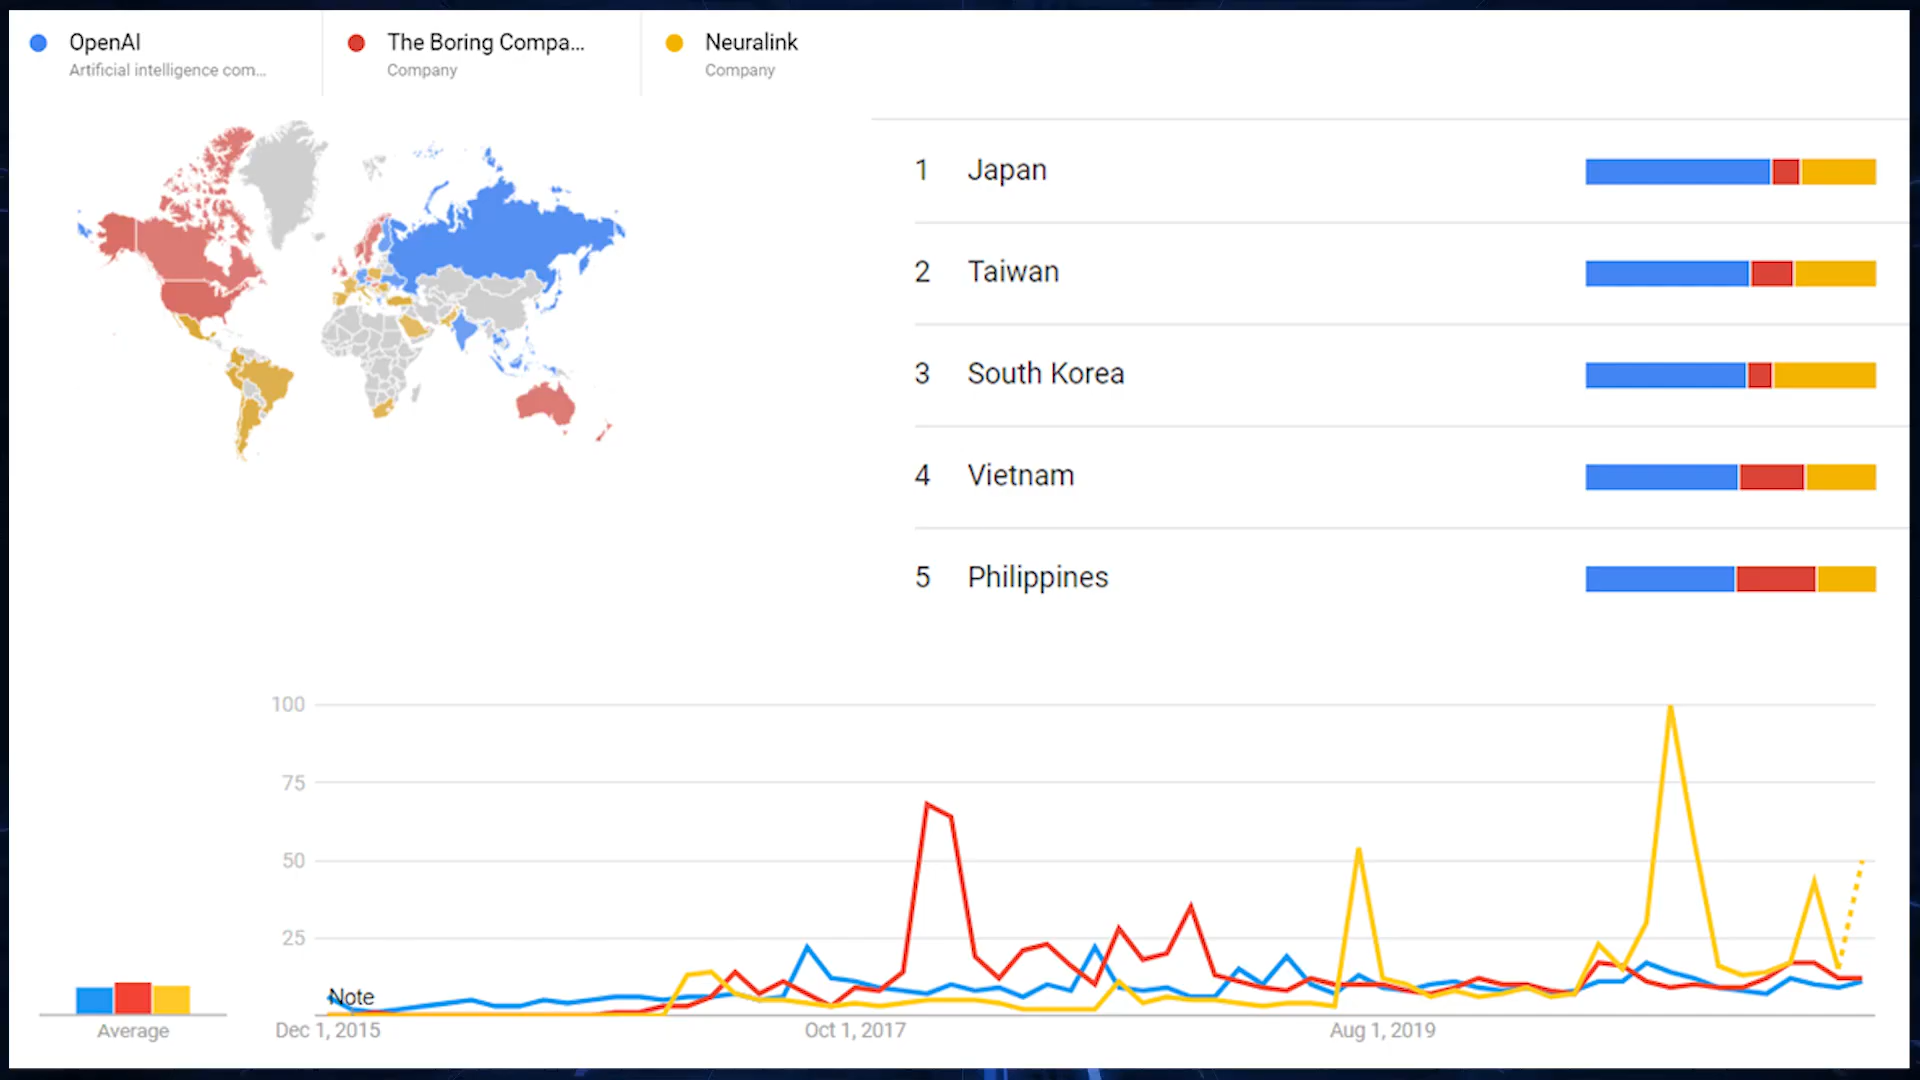 OpenAI
Artificial intelligence com...
The Boring Compa...
Company
Neuralink
Company
1 Japan
2 Taiwan
3 South Korea
4 Vietnam
5 Philippines
100
75
50
25
Note
Average
Dec 1, 2015
Oct 1, 2017
Aug 1, 2019